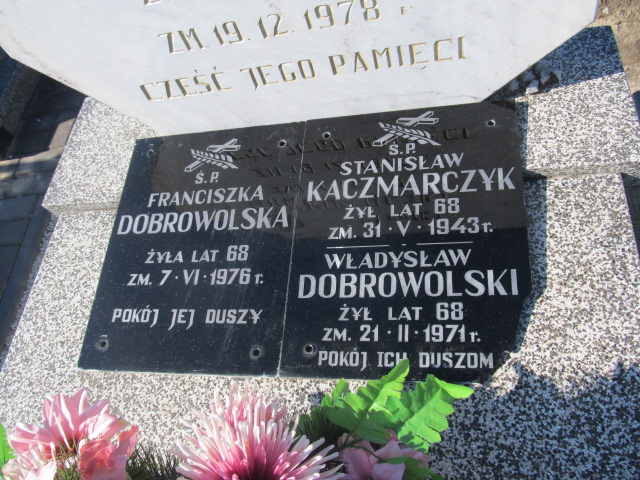 ZM. 19. 12. 1978 r.
CZEŚĆ JEGO PAMIĘCI
Ś.P.
FRANCISZKA
DOBROWOLSKA
ŻYŁA LAT 68
ZM. 7·VI·1976 r.
POKÓJ JEJ DUSZY
Ś.P.
STANISŁAW
KACZMARCZYK
ŻYŁ LAT 68
ZM. 31·V·1943 r.
WŁADYSŁAW
DOBROWOLSKI
ŻYŁ LAT 68
ZM. 21·II·1971 r.
POKÓJ ICH DUSZOM